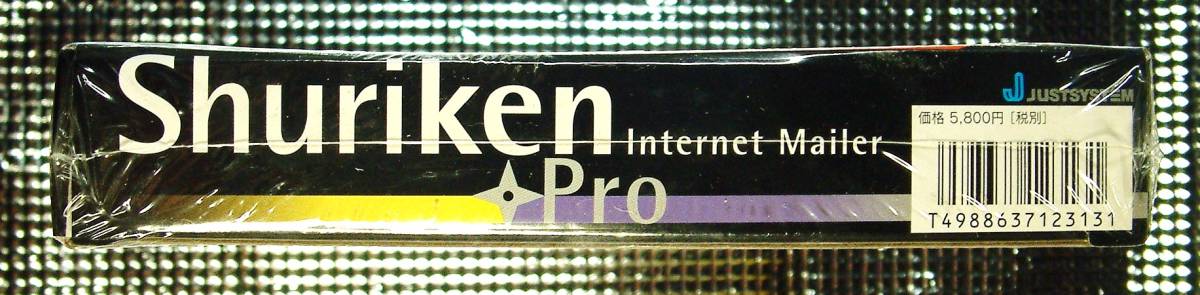 Shuriken
Internet Mailer
Pro
JUSTSYSTEM
価格 5,800円 [税別]
T4988637123131